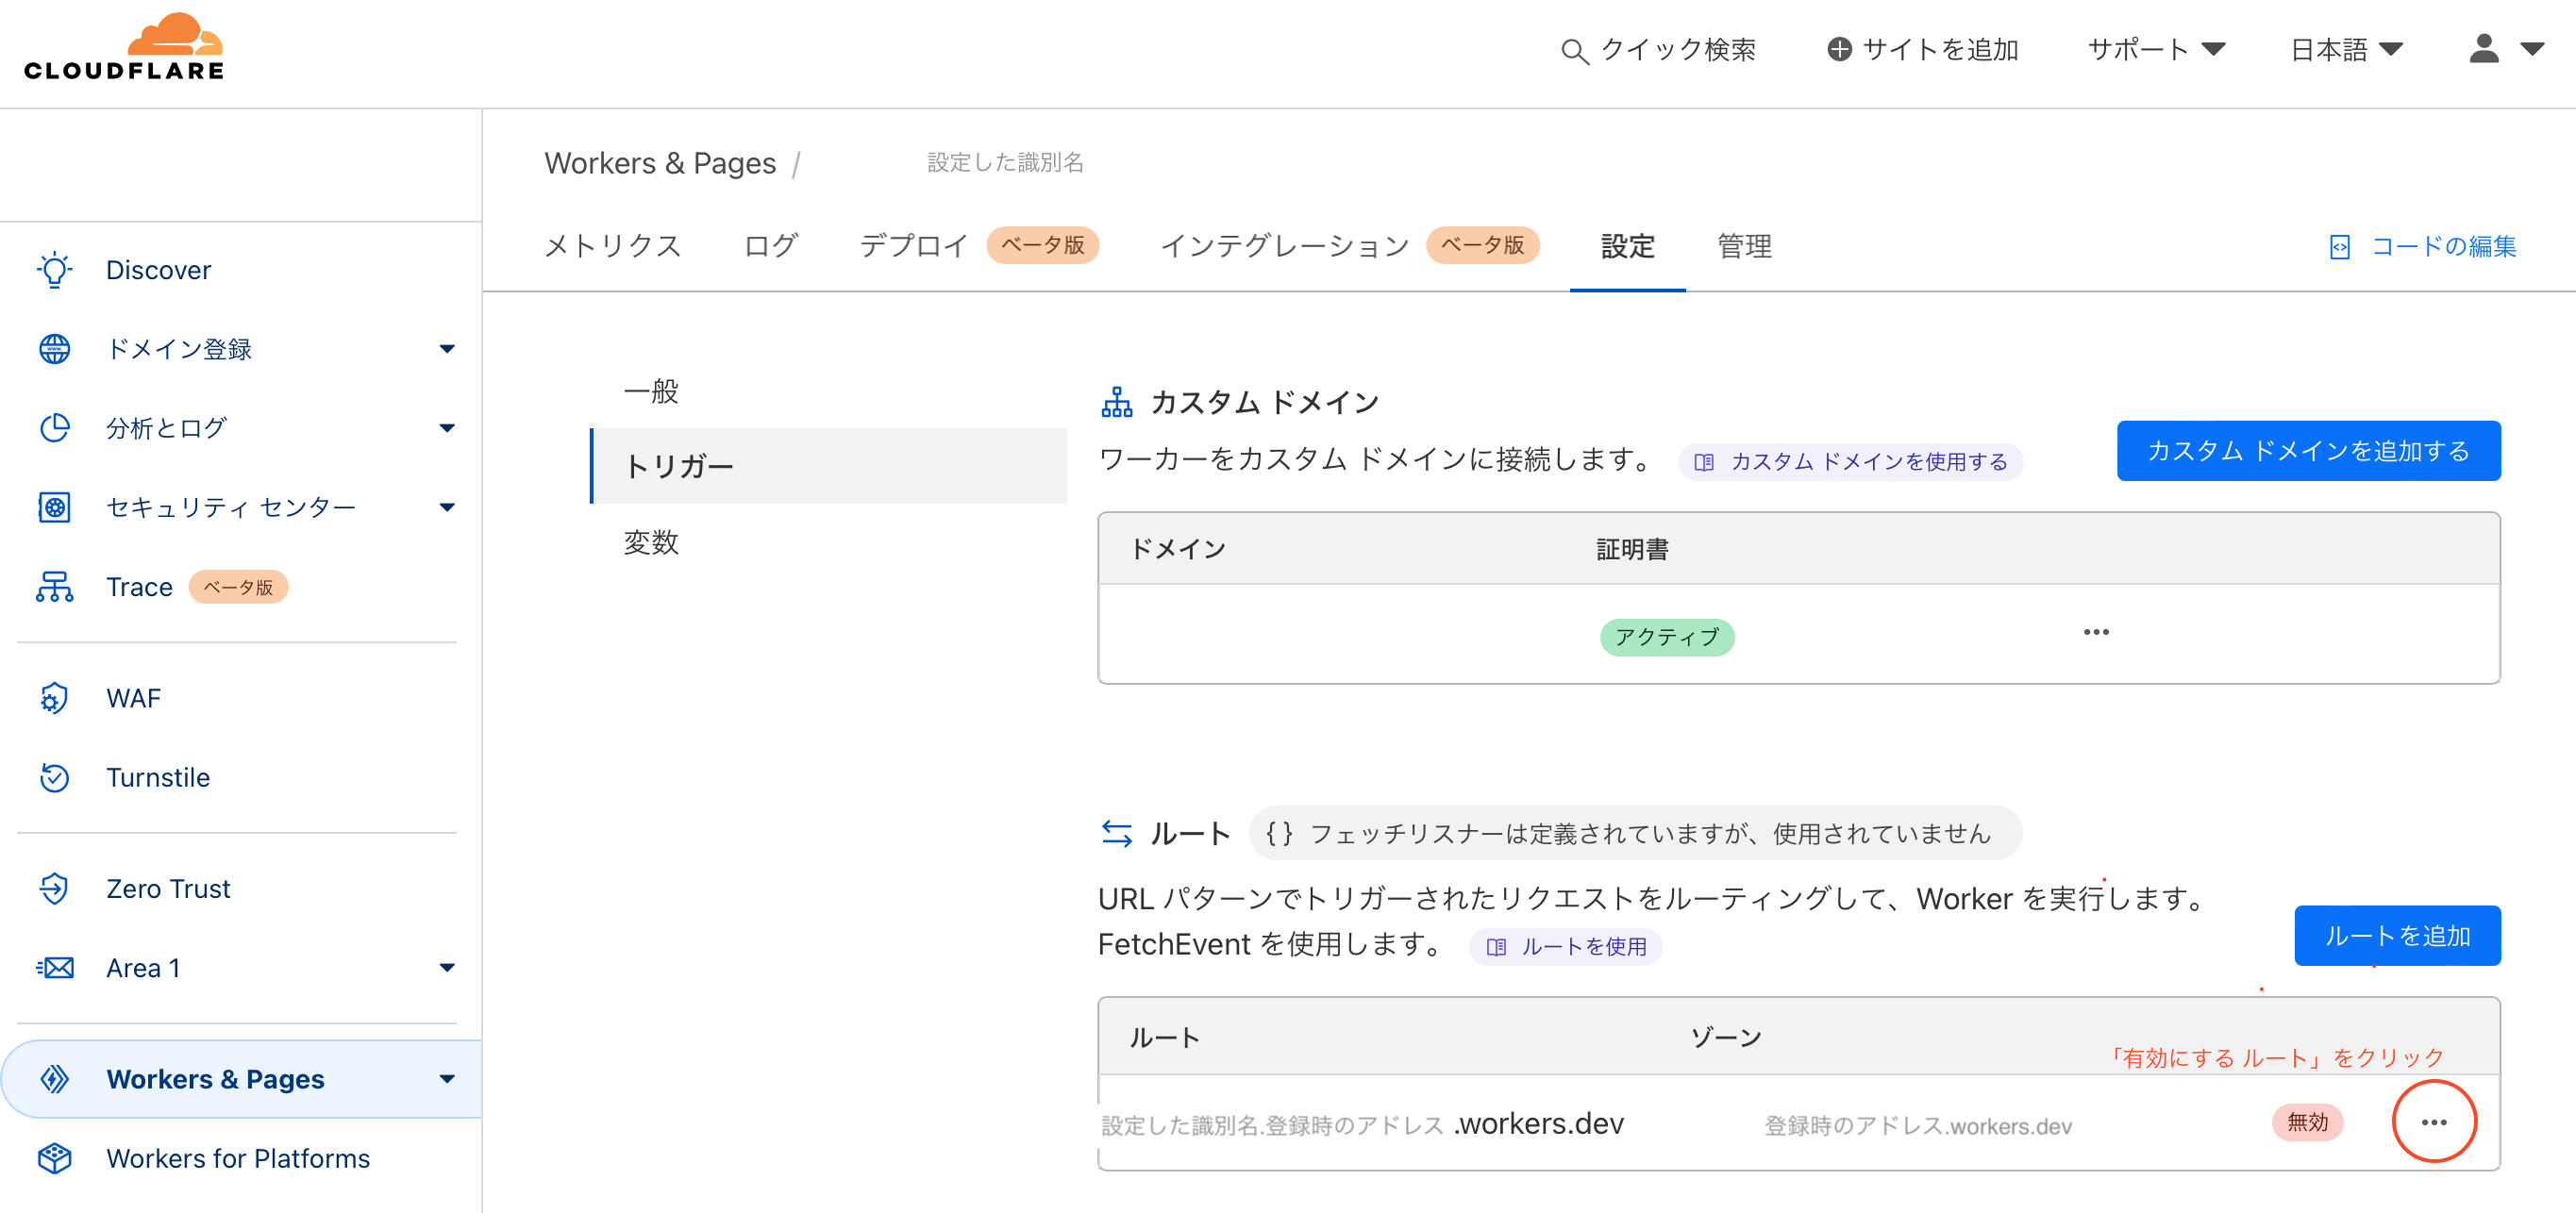 CLOUDFLARE
クイック検索
サイトを追加
サポート
日本語
Discover
ドメイン登録
分析とログ
セキュリティ センター
Trace ベータ版
WAF
Turnstile
Zero Trust
Area 1
Workers & Pages
Workers for Platforms
Workers & Pages / 設定した識別名
メトリクス ログ デプロイ ベータ版 インテグレーション ベータ版 設定 管理
コードの編集
一般
トリガー
変数
カスタム ドメイン
ワーカーをカスタム ドメインに接続します。 カスタム ドメインを使用する
カスタム ドメインを追加する
ドメイン 証明書
アクティブ
ルート { } フェッチリスナーは定義されていますが、使用されていません
URL パターンでトリガーされたリクエストをルーティングして、Worker を実行します。
FetchEvent を使用します。 ルートを使用
ルートを追加
ルート ゾーン
「有効にする ルート」をクリック
設定した識別名.登録時のアドレス .workers.dev 登録時のアドレス.workers.dev 無効